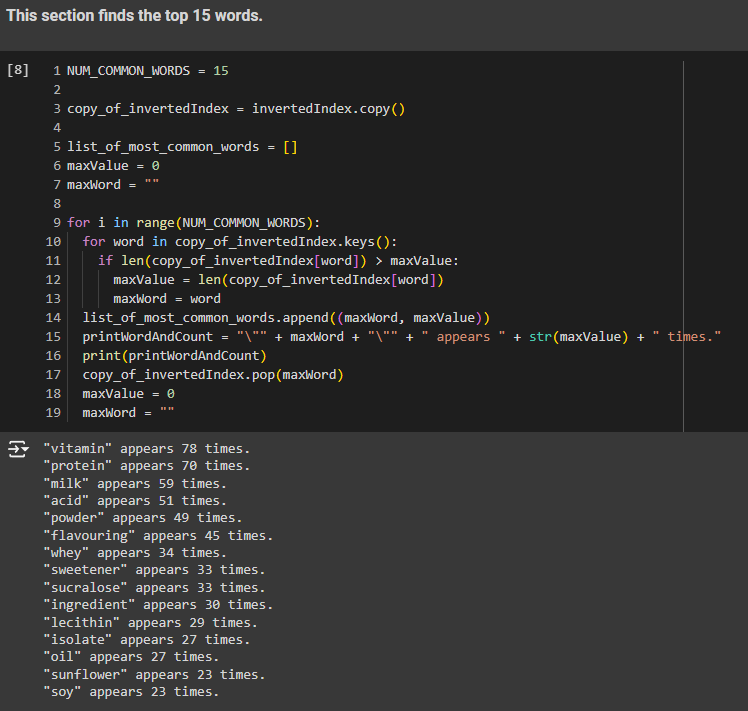 This section finds the top 15 words.
[8]
1 NUM_COMMON_WORDS = 15
2
3 copy_of_invertedIndex = invertedIndex.copy()
4
5 list_of_most_common_words = []
6 maxValue = 0
7 maxWord = ""
8
9 for i in range(NUM_COMMON_WORDS):
10   for word in copy_of_invertedIndex.keys():
11     if len(copy_of_invertedIndex[word]) > maxValue:
12       maxValue = len(copy_of_invertedIndex[word])
13       maxWord = word
14   list_of_most_common_words.append((maxWord, maxValue))
15   printWordAndCount = "\"" + maxWord + "\"" + " appears " + str(maxValue) + " times."
16   print(printWordAndCount)
17   copy_of_invertedIndex.pop(maxWord)
18   maxValue = 0
19   maxWord = ""
"vitamin" appears 78 times.
"protein" appears 70 times.
"milk" appears 59 times.
"acid" appears 51 times.
"powder" appears 49 times.
"flavouring" appears 45 times.
"whey" appears 34 times.
"sweetener" appears 33 times.
"sucralose" appears 33 times.
"ingredient" appears 30 times.
"lecithin" appears 29 times.
"isolate" appears 27 times.
"oil" appears 27 times.
"sunflower" appears 23 times.
"soy" appears 23 times.